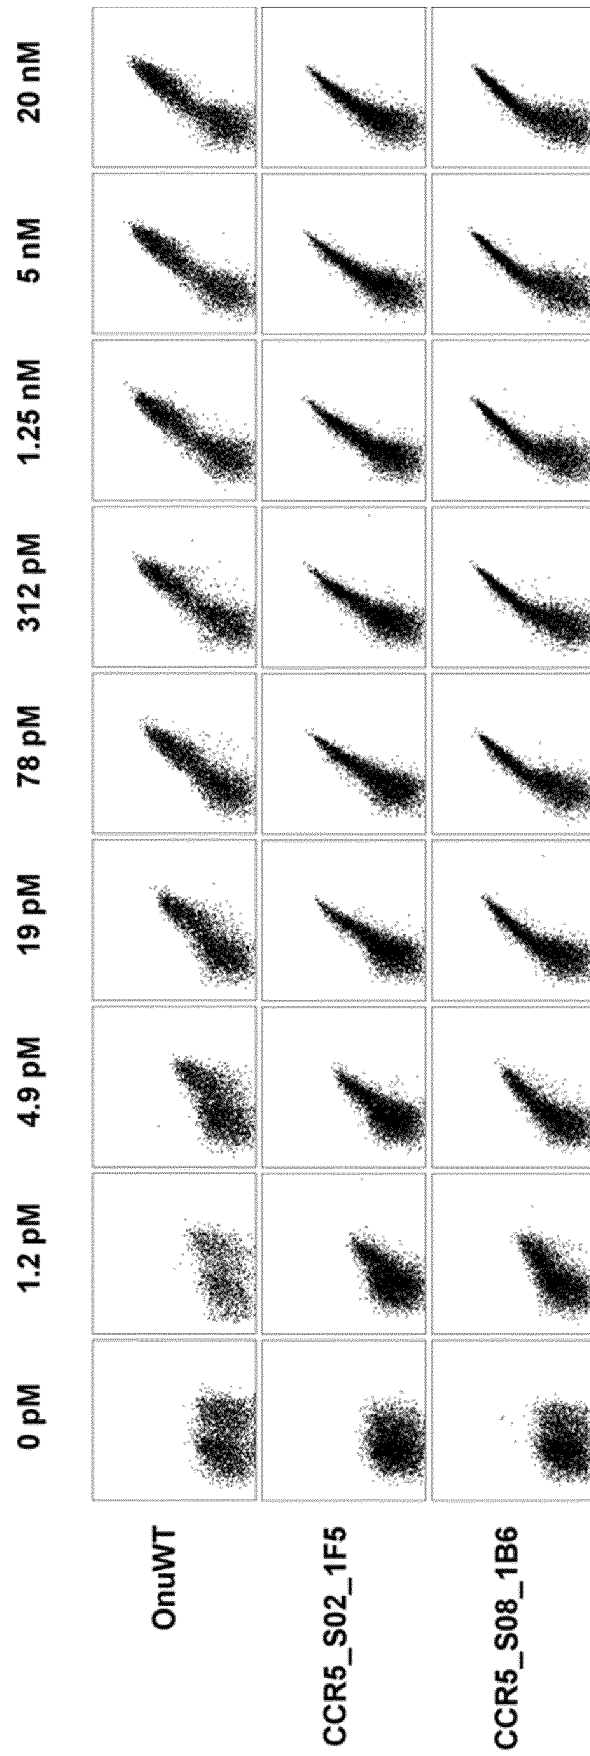 0 pM
1.2 pM
4.9 pM
19 pM
78 pM
312 pM
1.25 nM
5 nM
20 nM
OnuWT
CCR5_S02_1F5
CCR5_S08_1B6